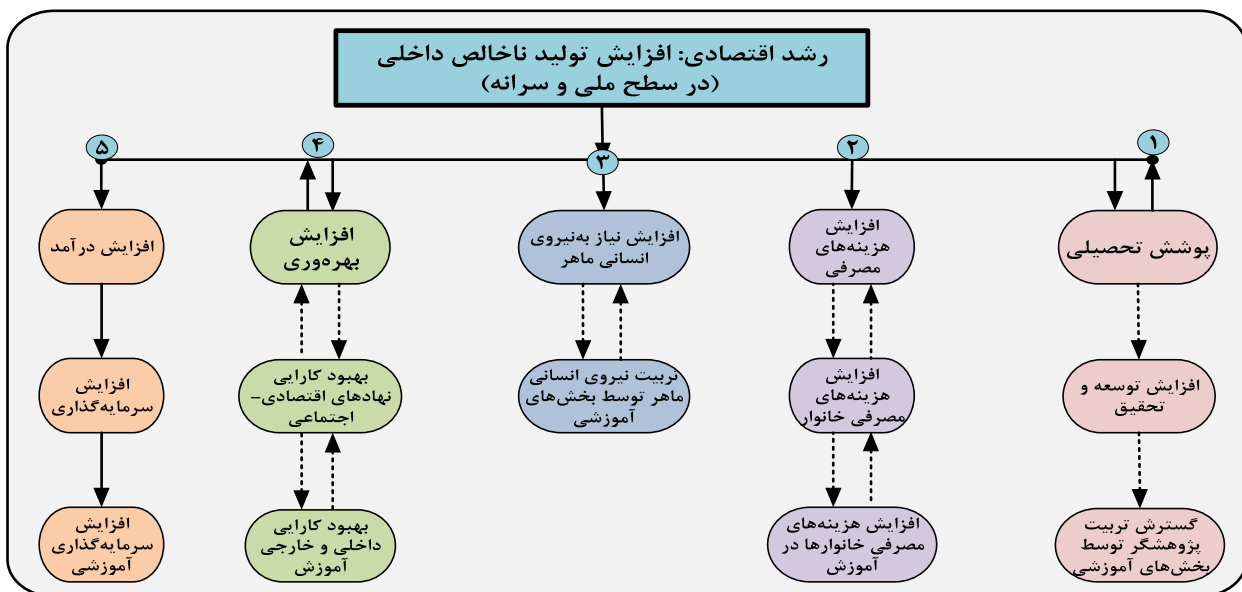 رشد اقتصادی: افزایش تولید ناخالص داخلی
(در سطح ملی و سرانه)
۱
۲
۳
۴
۵
پوشش تحصیلی
افزایش توسعه و
تحقیق
گسترش تربیت
پژوهشگر توسط
بخش‌های آموزشی
افزایش
هزینه‌های
مصرفی
افزایش
هزینه‌های
مصرفی خانوار
افزایش هزینه‌های
مصرفی خانوارها در
آموزش
افزایش نیاز به‌نیروی
انسانی ماهر
تربیت نیروی انسانی
ماهر توسط بخش‌های
آموزشی
افزایش
بهره‌وری
بهبود کارایی
نهادهای اقتصادی-
اجتماعی
بهبود کارایی
داخلی و خارجی
آموزش
افزایش درآمد
افزایش
سرمایه‌گذاری
افزایش
سرمایه‌گذاری
آموزشی